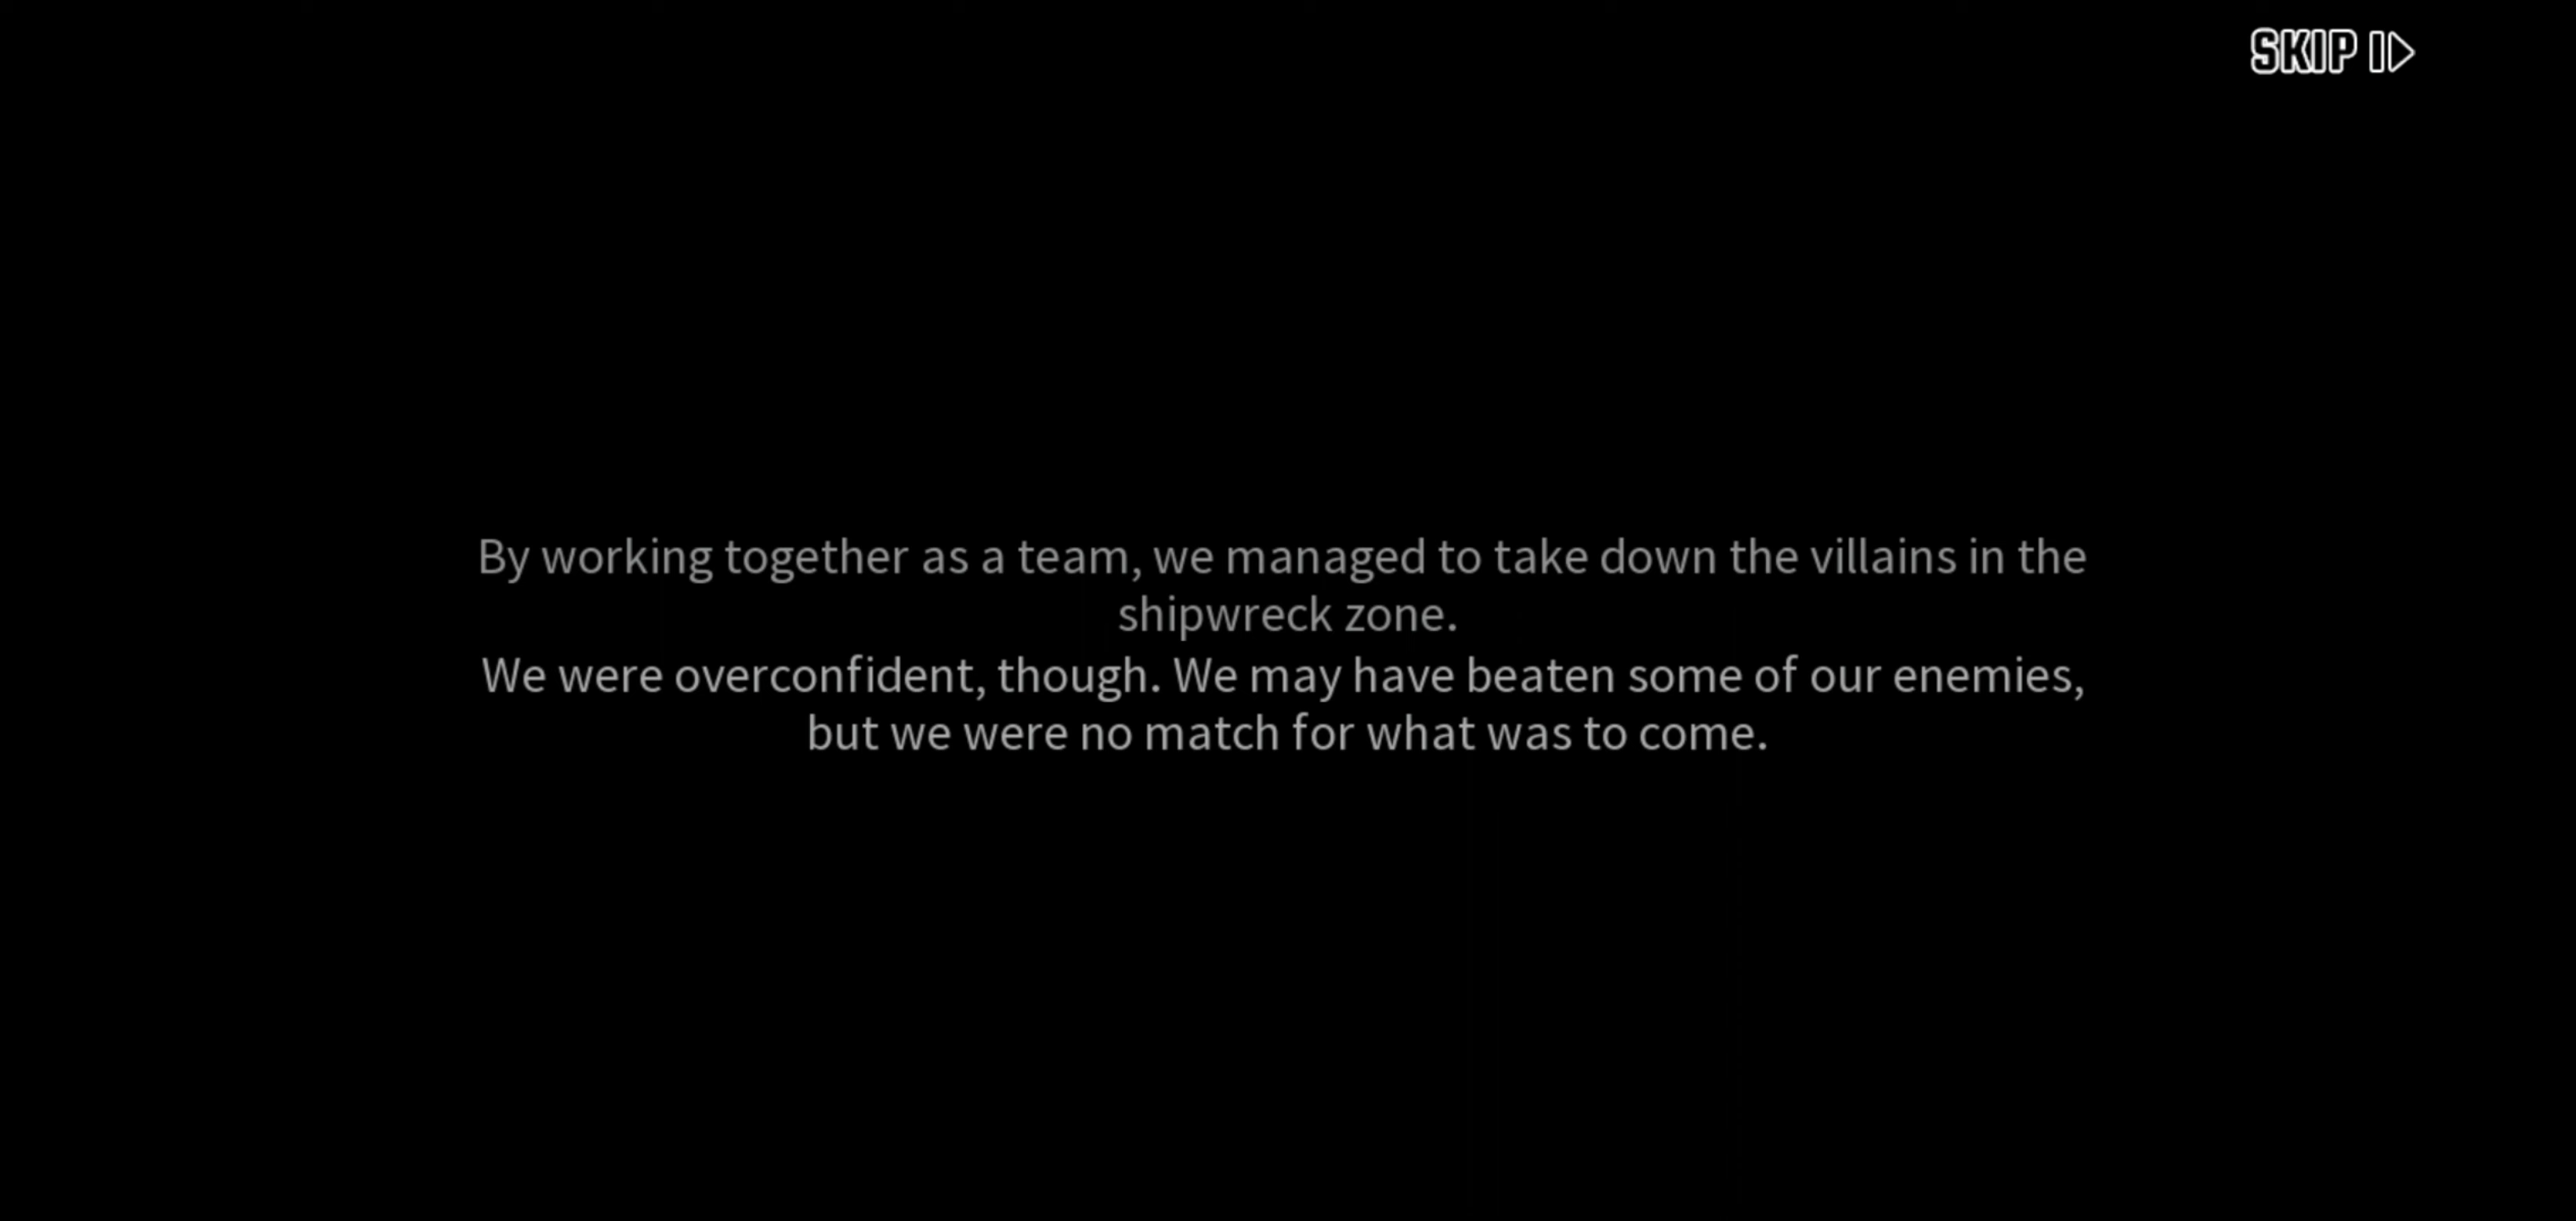 SKIP
By working together as a team, we managed to take down the villains in the
shipwreck zone.
We were overconfident, though. We may have beaten some of our enemies,
but we were no match for what was to come.